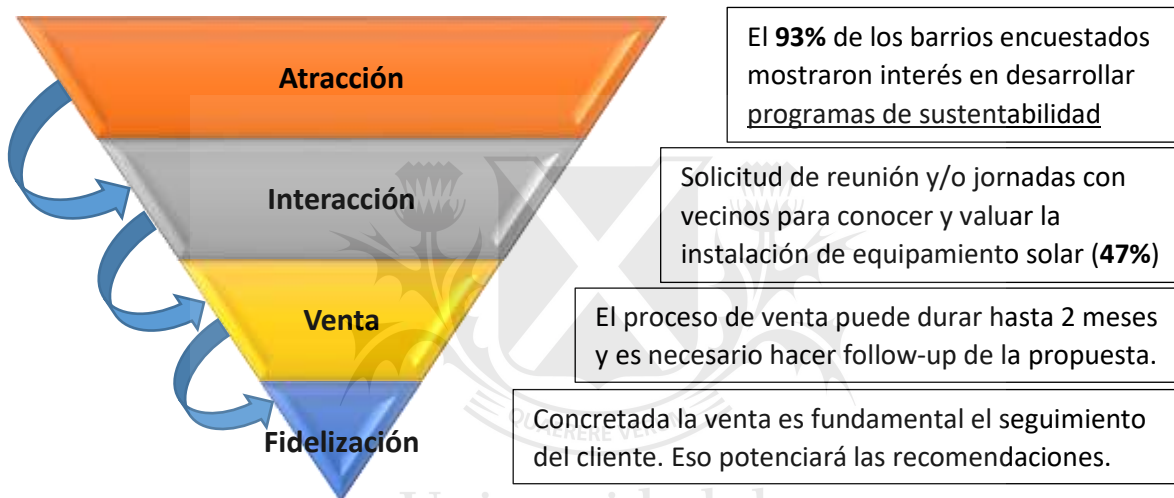 Atracción
El 93% de los barrios encuestados
mostraron interés en desarrollar
programas de sustentabilidad
Interacción
Solicitud de reunión y/o jornadas con
vecinos para conocer y valuar la
instalación de equipamiento solar (47%)
Venta
El proceso de venta puede durar hasta 2 meses
y es necesario hacer follow-up de la propuesta.
Fidelización
Concretada la venta es fundamental el seguimiento
del cliente. Eso potenciará las recomendaciones.
QUAERERE